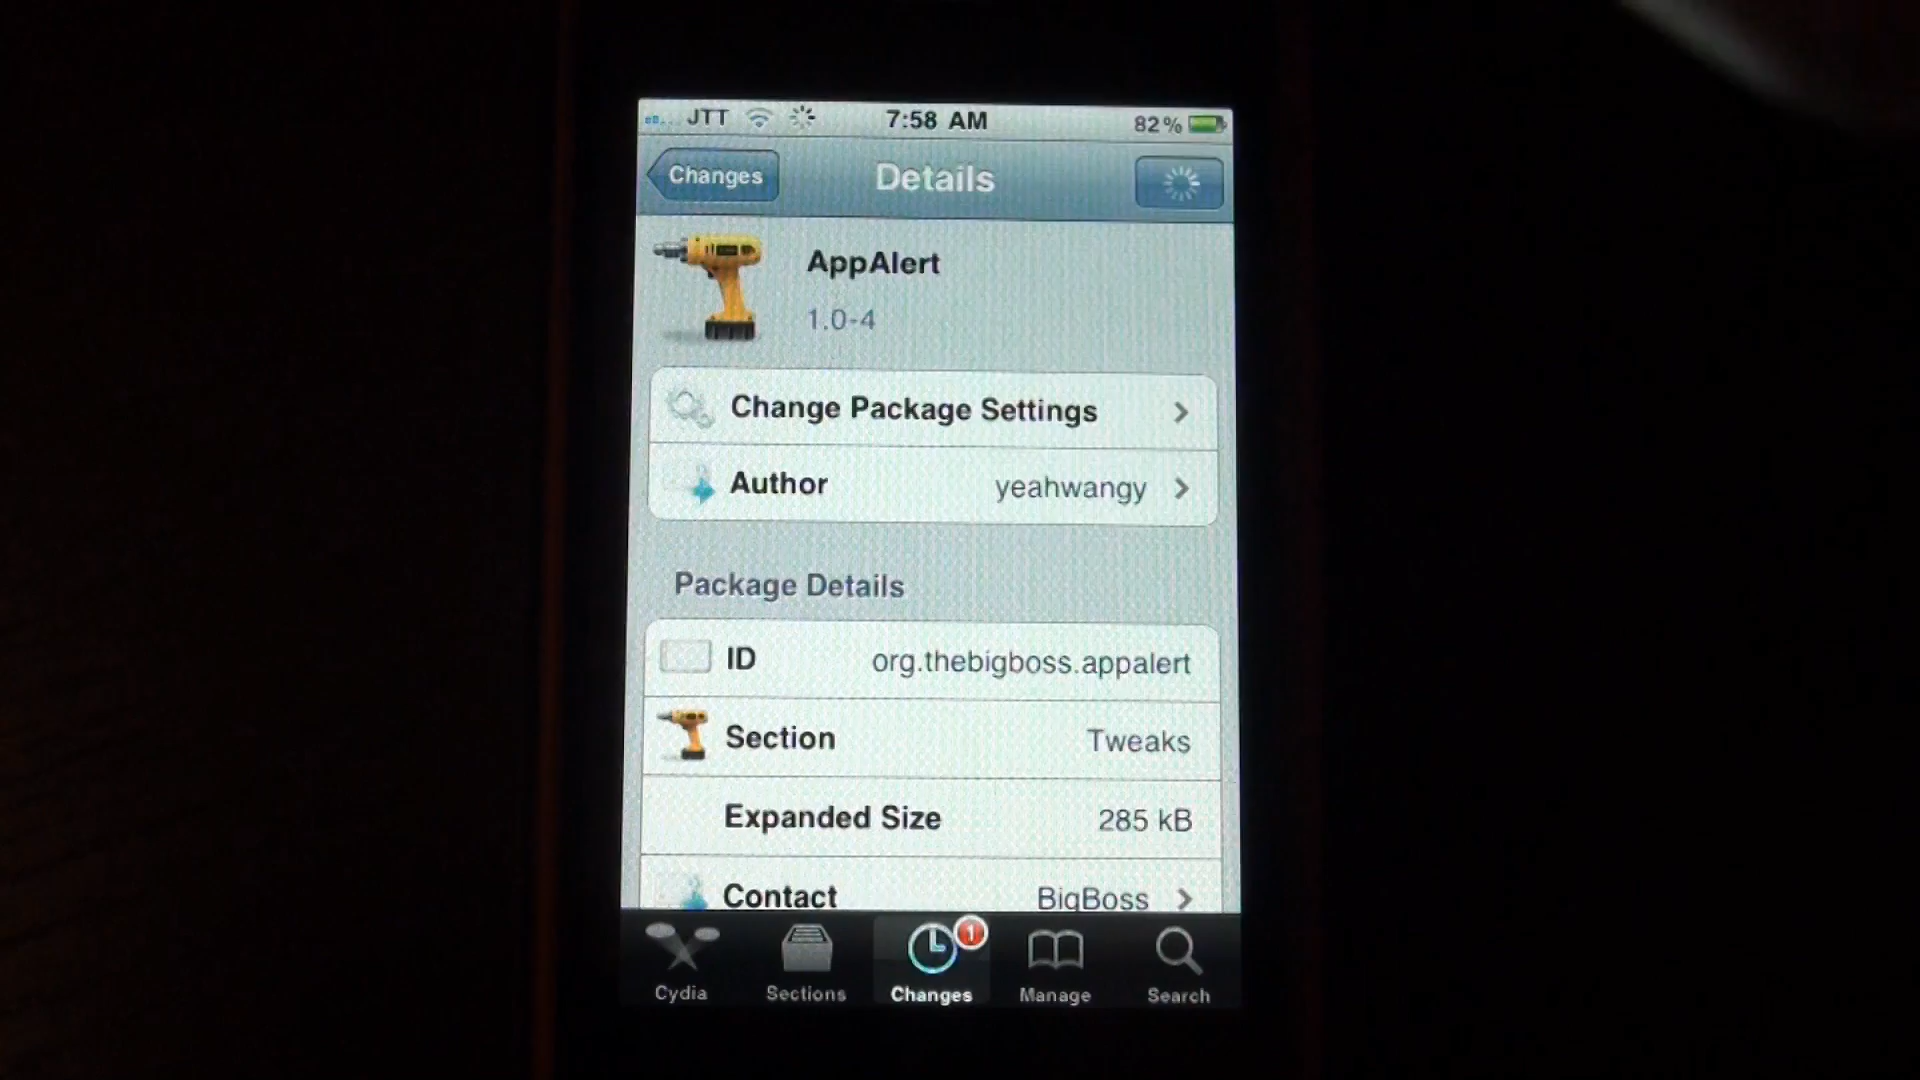 JTT 7:58 AM 82%
Changes Details
AppAlert
1.0-4
Change Package Settings
Author yeahwangy
Package Details
ID org.thebigboss.appalert
Section Tweaks
Expanded Size 285 kB
Contact BigBoss
1
Cydia Sections Changes Manage Search